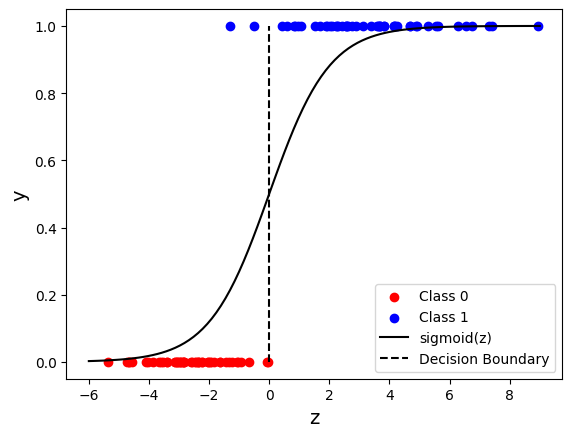 1.0
0.8
0.6
0.4
0.2
0.0
y
−6 −4 −2 0 2 4 6 8
z
Class 0
Class 1
sigmoid(z)
Decision Boundary